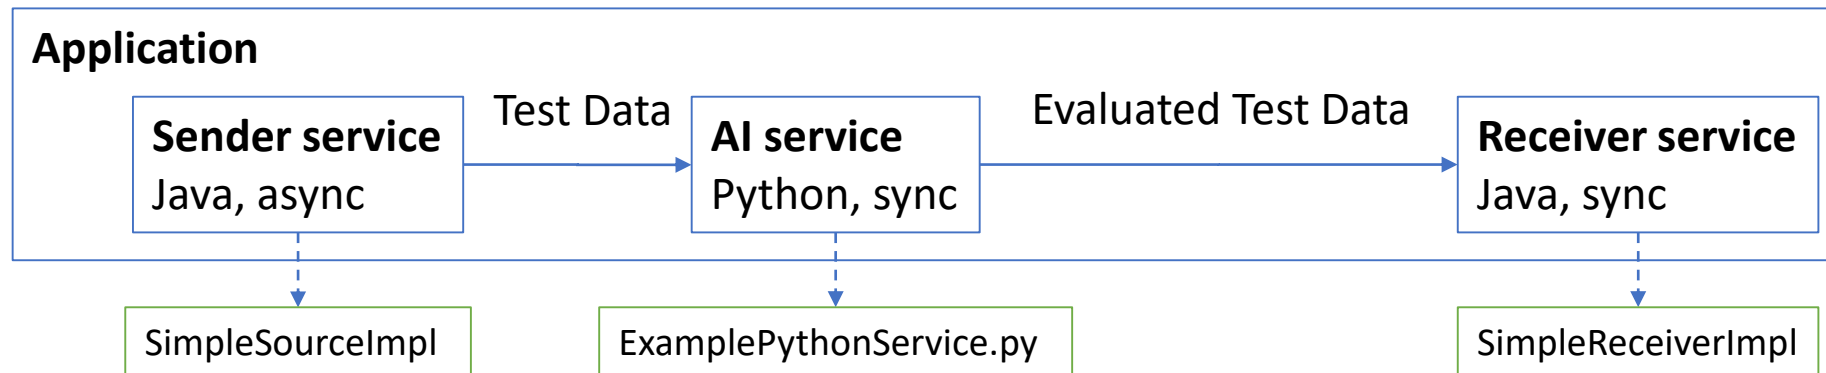 Application
Test Data
Evaluated Test Data
Sender service
Java, async
AI service
Python, sync
Receiver service
Java, sync
SimpleSourceImpl
ExamplePythonService.py
SimpleReceiverImpl